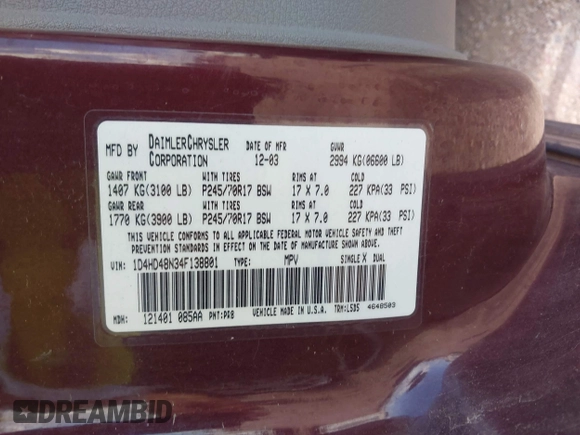 MFD BY DAIMLERCHRYSLER CORPORATION DATE OF MFR 12-03 GVWR 2994 KG(06600 LB)
GAWR FRONT WITH TIRES RIMS AT COLD
1407 KG(3100 LB) P245/70R17 BSW 17 X 7.0 227 KPA(33 PSI)
GAWR REAR WITH TIRES RIMS AT COLD
1770 KG(3900 LB) P245/70R17 BSW 17 X 7.0 227 KPA(33 PSI)
THIS VEHICLE CONFORMS TO ALL APPLICABLE FEDERAL MOTOR VEHICLE SAFETY AND THEFT
PREVENTION STANDARDS IN EFFECT ON THE DATE OF MANUFACTURE SHOWN ABOVE.
VIN: 1D4HD48N34F138801 TYPE: MPV SINGLE X DUAL
MDH: 121401 085AA PNT:PRB VEHICLE MADE IN U.S.A. TRM:L5D5 4648503
DREAMBID